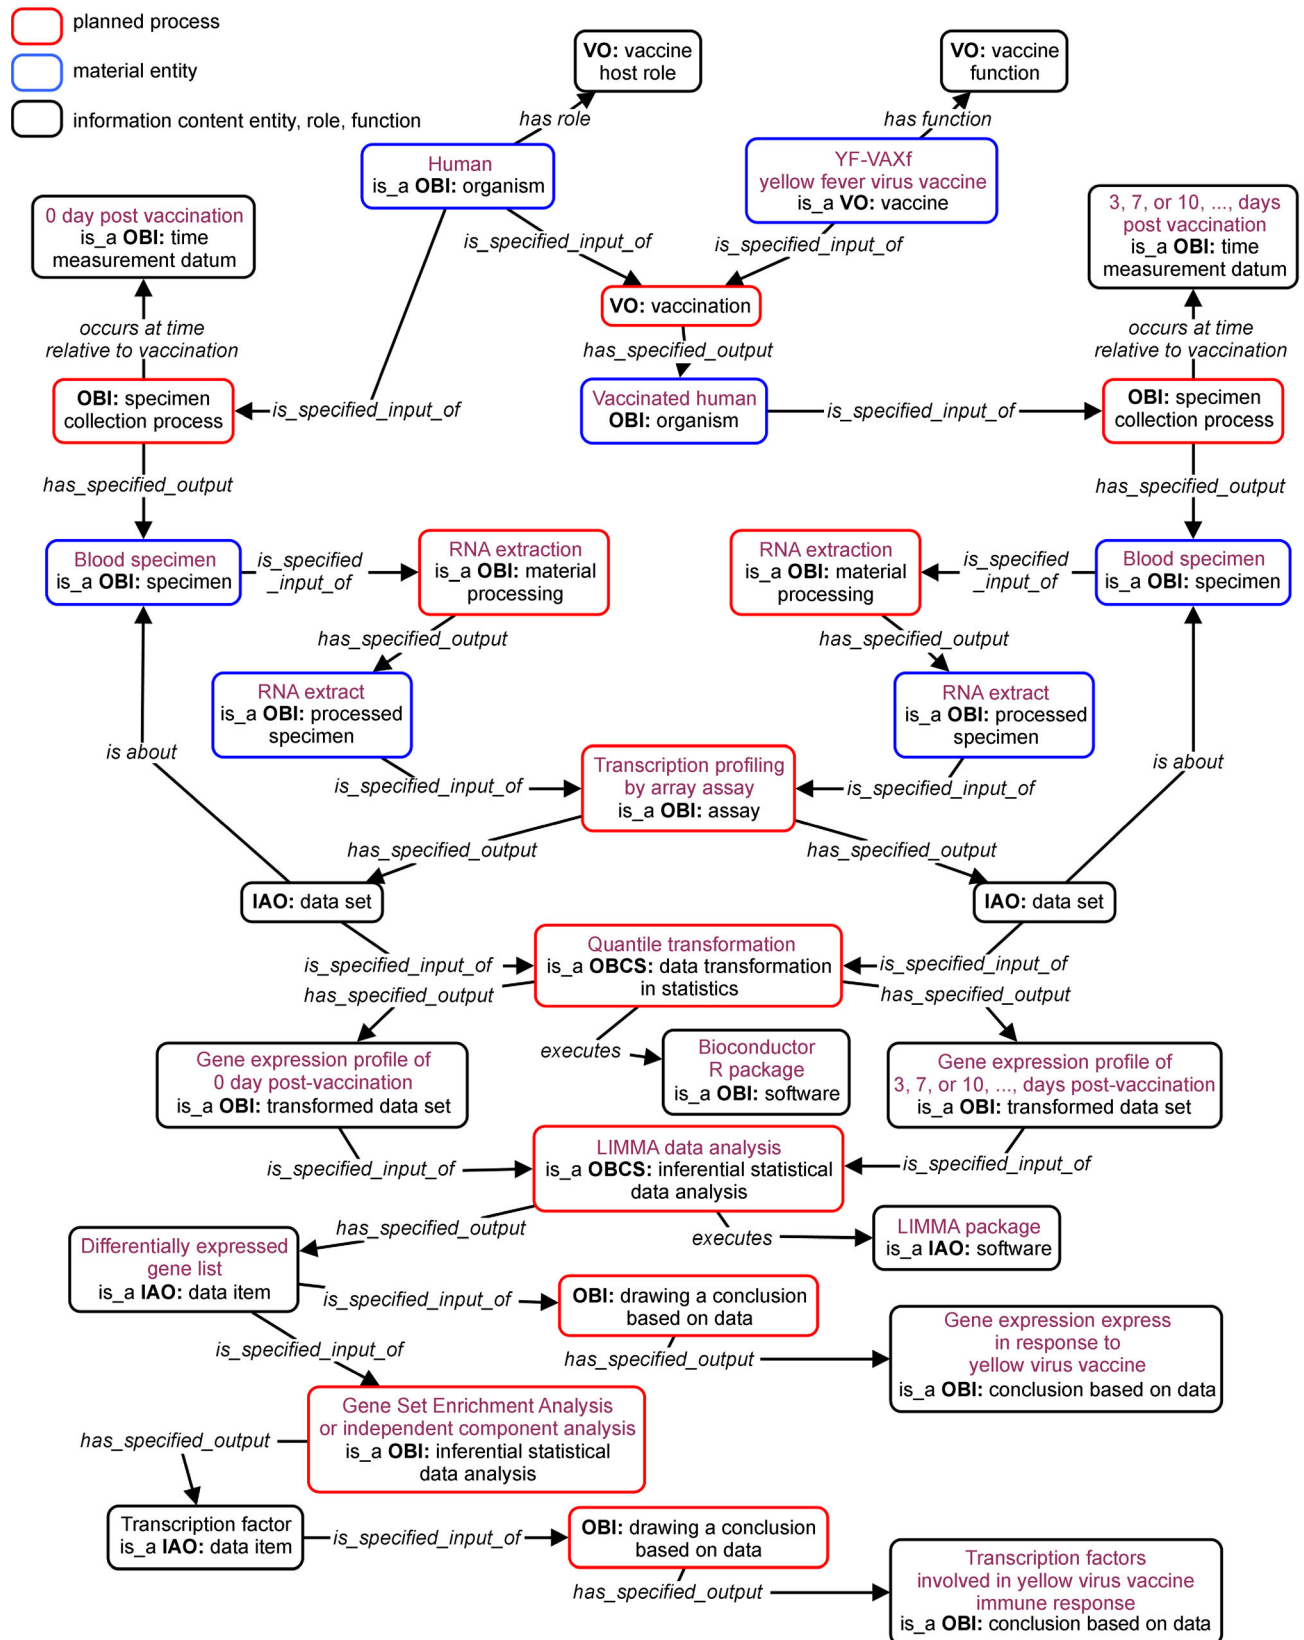 planned process
material entity
information content entity, role, function
VO: vaccine
host role
VO: vaccine
function
has role
has function
Human
is_a OBI: organism
YF-VAXf
yellow fever virus vaccine
is_a VO: vaccine
0 day post vaccination
is_a OBI: time
measurement datum
3, 7, or 10, ..., days
post vaccination
is_a OBI: time
measurement datum
is_specified_input_of
is_specified_input_of
VO: vaccination
occurs at time
relative to vaccination
has_specified_output
occurs at time
relative to vaccination
OBI: specimen
collection process
is_specified_input_of
Vaccinated human
OBI: organism
is_specified_input_of
OBI: specimen
collection process
has_specified_output
has_specified_output
Blood specimen
is_a OBI: specimen
is_specified
_input_of
RNA extraction
is_a OBI: material
processing
RNA extraction
is_a OBI: material
processing
is_specified
_input_of
Blood specimen
is_a OBI: specimen
has_specified_output
has_specified_output
RNA extract
is_a OBI: processed
specimen
RNA extract
is_a OBI: processed
specimen
is about
is about
is_specified_input_of
Transcription profiling
by array assay
is_a OBI: assay
is_specified_input_of
has_specified_output
has_specified_output
IAO: data set
IAO: data set
is_specified_input_of
Quantile transformation
is_a OBCS: data transformation
in statistics
is_specified_input_of
has_specified_output
has_specified_output
executes
Bioconductor
R package
is_a OBI: software
Gene expression profile of
0 day post-vaccination
is_a OBI: transformed data set
Gene expression profile of
3, 7, or 10, ..., days post-vaccination
is_a OBI: transformed data set
is_specified_input_of
LIMMA data analysis
is_a OBCS: inferential statistical
data analysis
is_specified_input_of
has_specified_output
executes
LIMMA package
is_a IAO: software
Differentially expressed
gene list
is_a IAO: data item
is_specified_input_of
OBI: drawing a conclusion
based on data
has_specified_output
Gene expression express
in response to
yellow virus vaccine
is_a OBI: conclusion based on data
is_specified_input_of
Gene Set Enrichment Analysis
or independent component analysis
is_a OBI: inferential statistical
data analysis
has_specified_output
Transcription factor
is_a IAO: data item
is_specified_input_of
OBI: drawing a conclusion
based on data
has_specified_output
Transcription factors
involved in yellow virus vaccine
immune response
is_a OBI: conclusion based on data